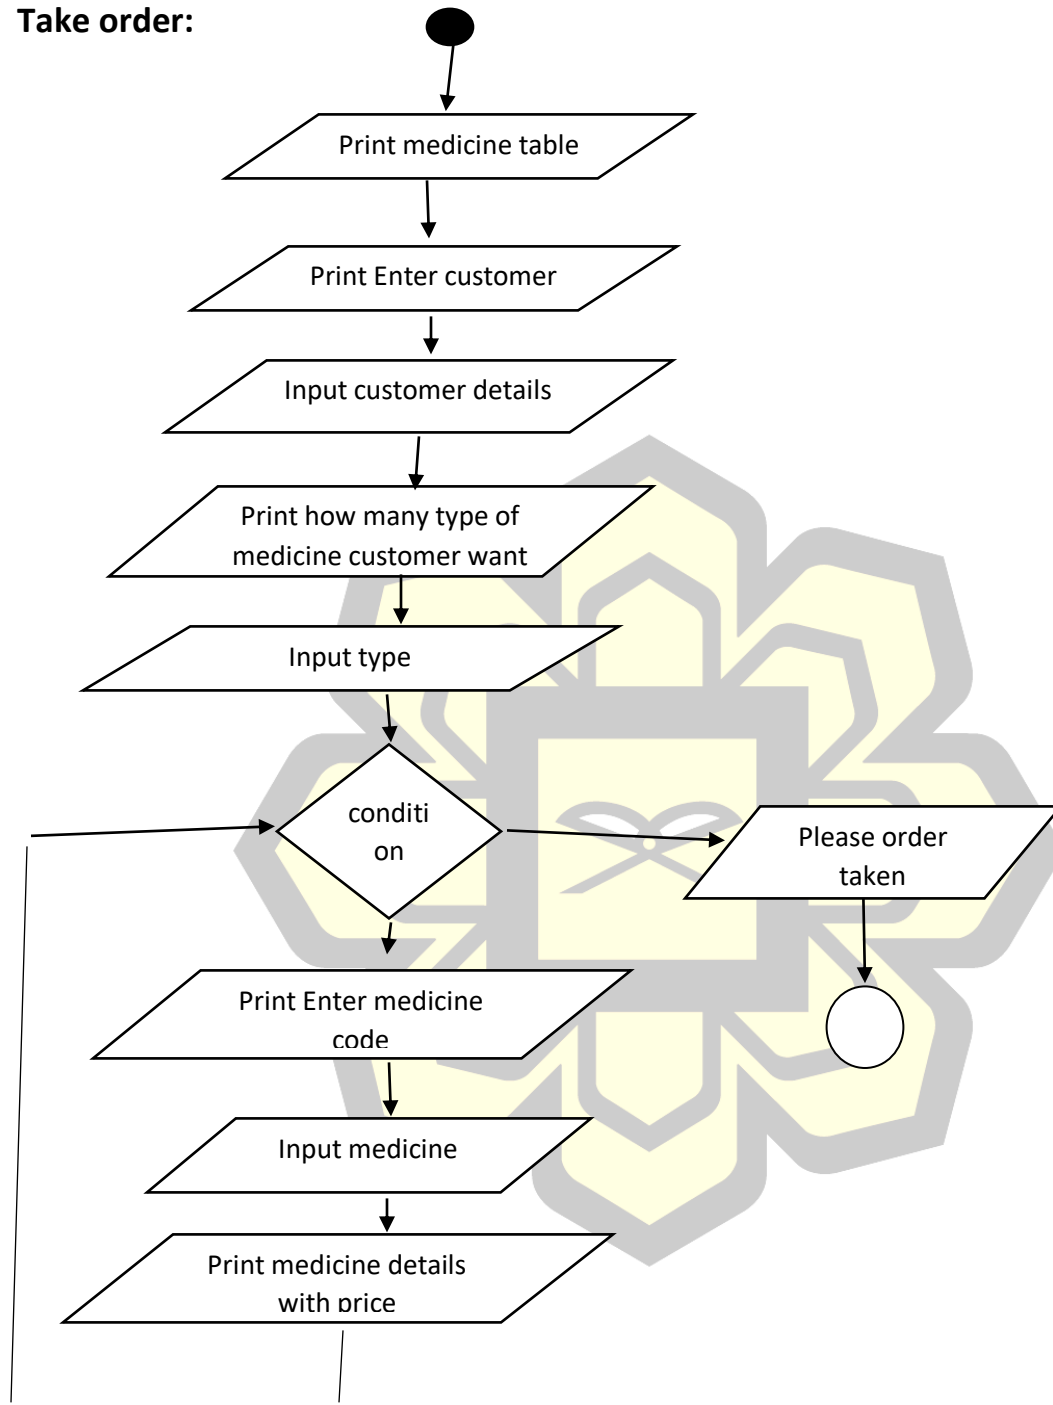 Take order:
Print medicine table
Print Enter customer
Input customer details
Print how many type of
medicine customer want
Input type
conditi
on
Please order
taken
Print Enter medicine
code
Input medicine
Print medicine details
with price